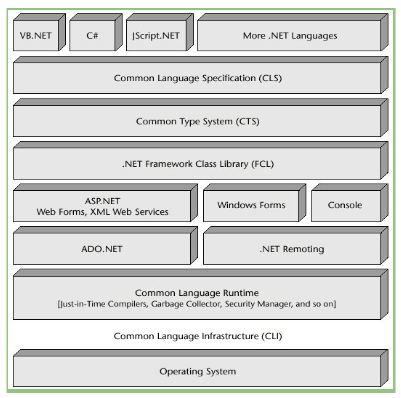 VB.NET C# JScript.NET More .NET Languages
Common Language Specification (CLS)
Common Type System (CTS)
.NET Framework Class Library (FCL)
ASP.NET
Web Forms, XML Web Services
Windows Forms
Console
ADO.NET .NET Remoting
Common Language Runtime
[Just-in-Time Compilers, Garbage Collector, Security Manager, and so on]
Common Language Infrastructure (CLI)
Operating System